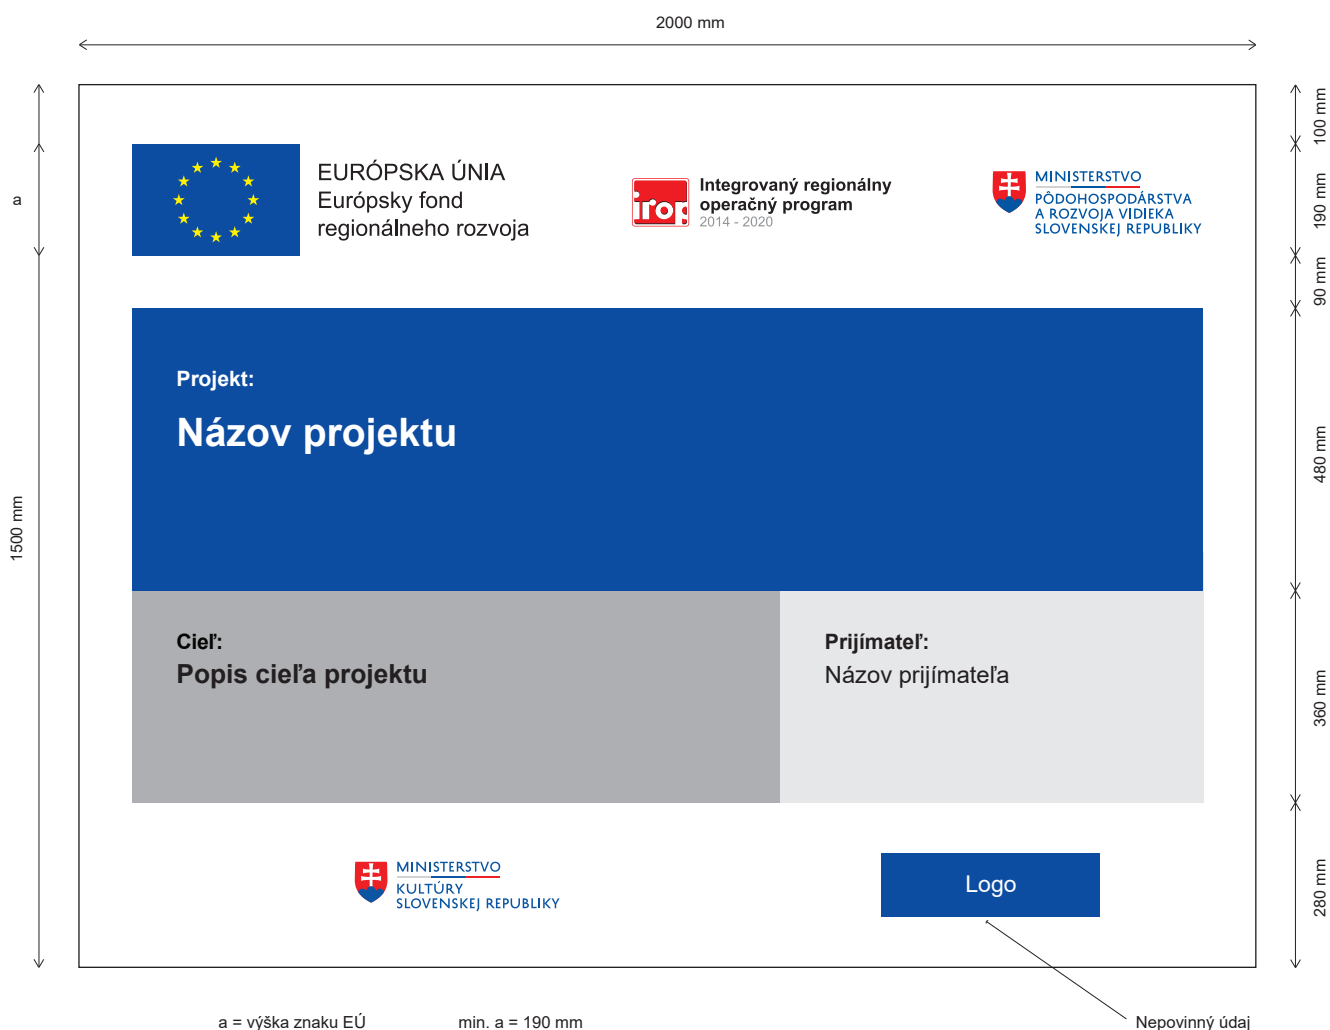 2000 mm
100 mm
190 mm
90 mm
480 mm
360 mm
280 mm
a
1500 mm
EURÓPSKA ÚNIA
Európsky fond
regionálneho rozvoja
irop
Integrovaný regionálny
operačný program
2014 - 2020
MINISTERSTVO
PÔDOHOSPODÁRSTVA
A ROZVOJA VIDIEKA
SLOVENSKEJ REPUBLIKY
Projekt:
Názov projektu
Cieľ:
Popis cieľa projektu
Prijímateľ:
Názov prijímateľa
MINISTERSTVO
KULTÚRY
SLOVENSKEJ REPUBLIKY
Logo
a = výška znaku EÚ
min. a = 190 mm
Nepovinný údaj